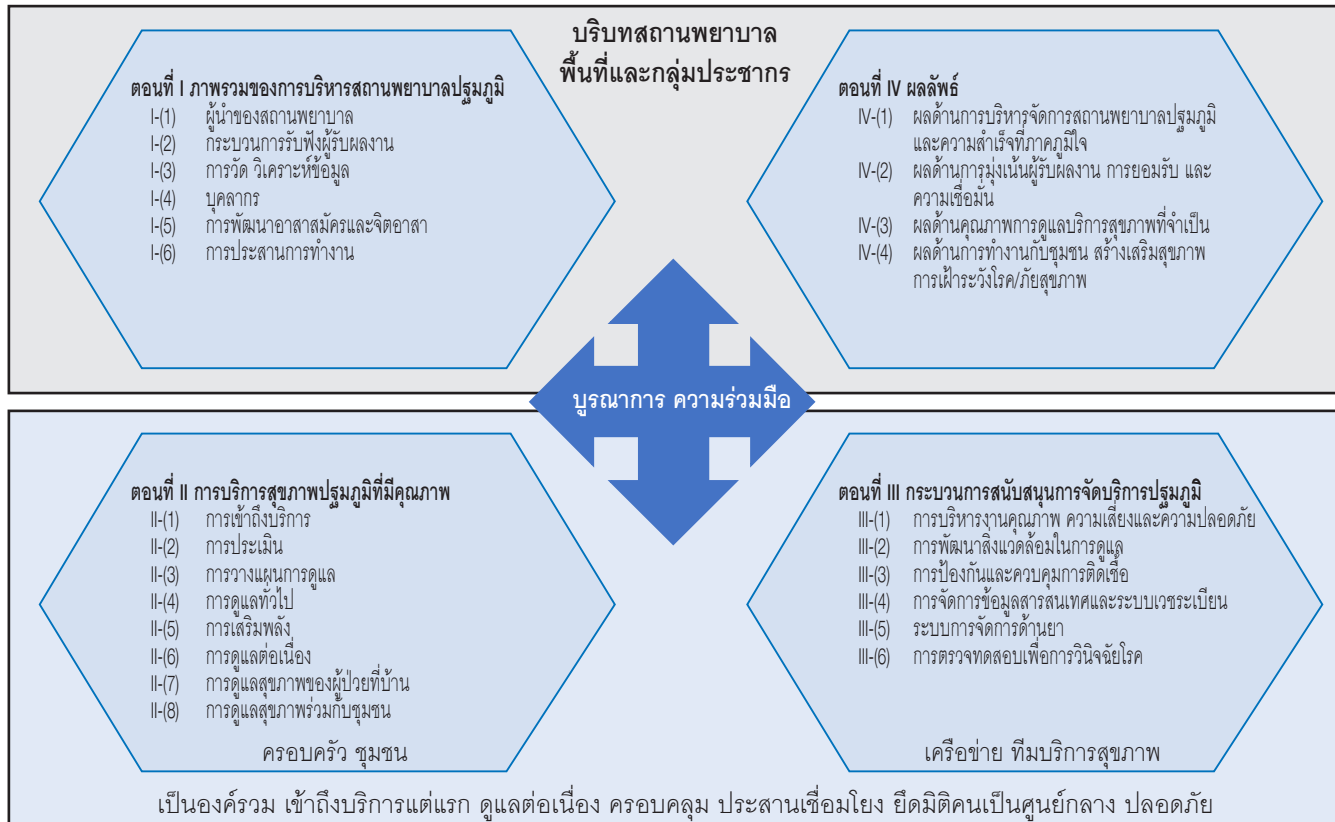 บริบทสถานพยาบาล
พื้นที่และกลุ่มประชากร
ตอนที่ I ภาพรวมของการบริหารสถานพยาบาลปฐมภูมิ
I-(1) ผู้นำของสถานพยาบาล
I-(2) กระบวนการรับฟังผู้รับผลงาน
I-(3) การวัด วิเคราะห์ข้อมูล
I-(4) บุคลากร
I-(5) การพัฒนาอาสาสมัครและจิตอาสา
I-(6) การประสานการทำงาน
ตอนที่ IV ผลลัพธ์
IV-(1) ผลด้านการบริหารจัดการสถานพยาบาลปฐมภูมิ
และความสำเร็จที่ภาคภูมิใจ
IV-(2) ผลด้านการมุ่งเน้นผู้รับผลงาน การยอมรับ และ
ความเชื่อมั่น
IV-(3) ผลด้านคุณภาพการดูแลบริการสุขภาพที่จำเป็น
IV-(4) ผลด้านการทำงานกับชุมชน สร้างเสริมสุขภาพ
การเฝ้าระวังโรค/ภัยสุขภาพ
บูรณาการ ความร่วมมือ
ตอนที่ II การบริการสุขภาพปฐมภูมิที่มีคุณภาพ
II-(1) การเข้าถึงบริการ
II-(2) การประเมิน
II-(3) การวางแผนการดูแล
II-(4) การดูแลทั่วไป
II-(5) การเสริมพลัง
II-(6) การดูแลต่อเนื่อง
II-(7) การดูแลสุขภาพของผู้ป่วยที่บ้าน
II-(8) การดูแลสุขภาพร่วมกับชุมชน
ครอบครัว ชุมชน
ตอนที่ III กระบวนการสนับสนุนการจัดบริการปฐมภูมิ
III-(1) การบริหารงานคุณภาพ ความเสี่ยงและความปลอดภัย
III-(2) การพัฒนาสิ่งแวดล้อมในการดูแล
III-(3) การป้องกันและควบคุมการติดเชื้อ
III-(4) การจัดการข้อมูลสารสนเทศและระบบเวชระเบียน
III-(5) ระบบการจัดการด้านยา
III-(6) การตรวจทดสอบเพื่อการวินิจฉัยโรค
เครือข่าย ทีมบริการสุขภาพ
เป็นองค์รวม เข้าถึงบริการแต่แรก ดูแลต่อเนื่อง ครอบคลุม ประสานเชื่อมโยง ยึดมิติคนเป็นศูนย์กลาง ปลอดภัย